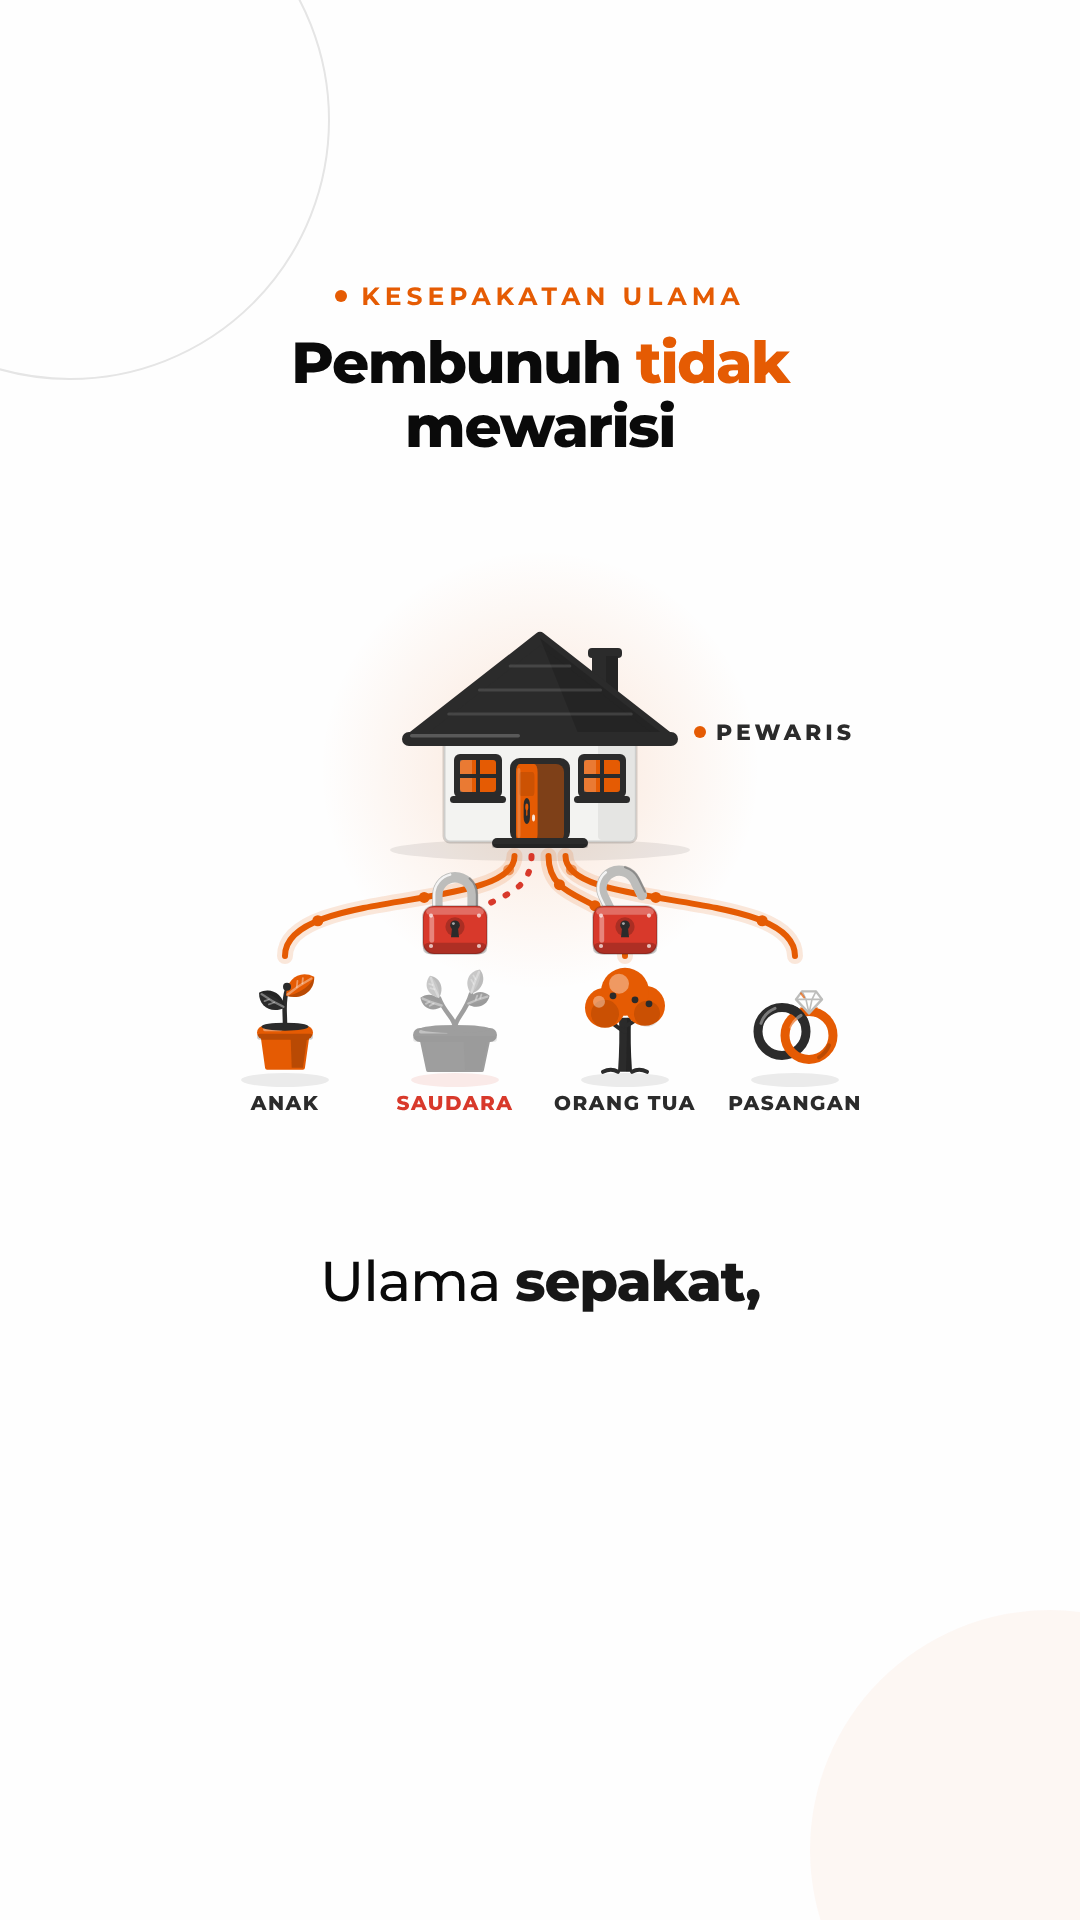 KESEPAKATAN ULAMA
Pembunuh tidak
mewarisi
PEWARIS
ANAK
SAUDARA
ORANG TUA
PASANGAN
Ulama sepakat,